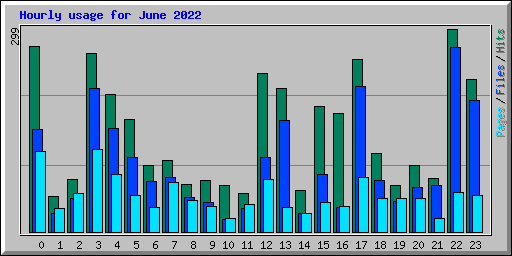 Hourly usage for June 2022
299
Pages / Files / Hits
0 1 2 3 4 5 6 7 8 9 10 11 12 13 14 15 16 17 18 19 20 21 22 23